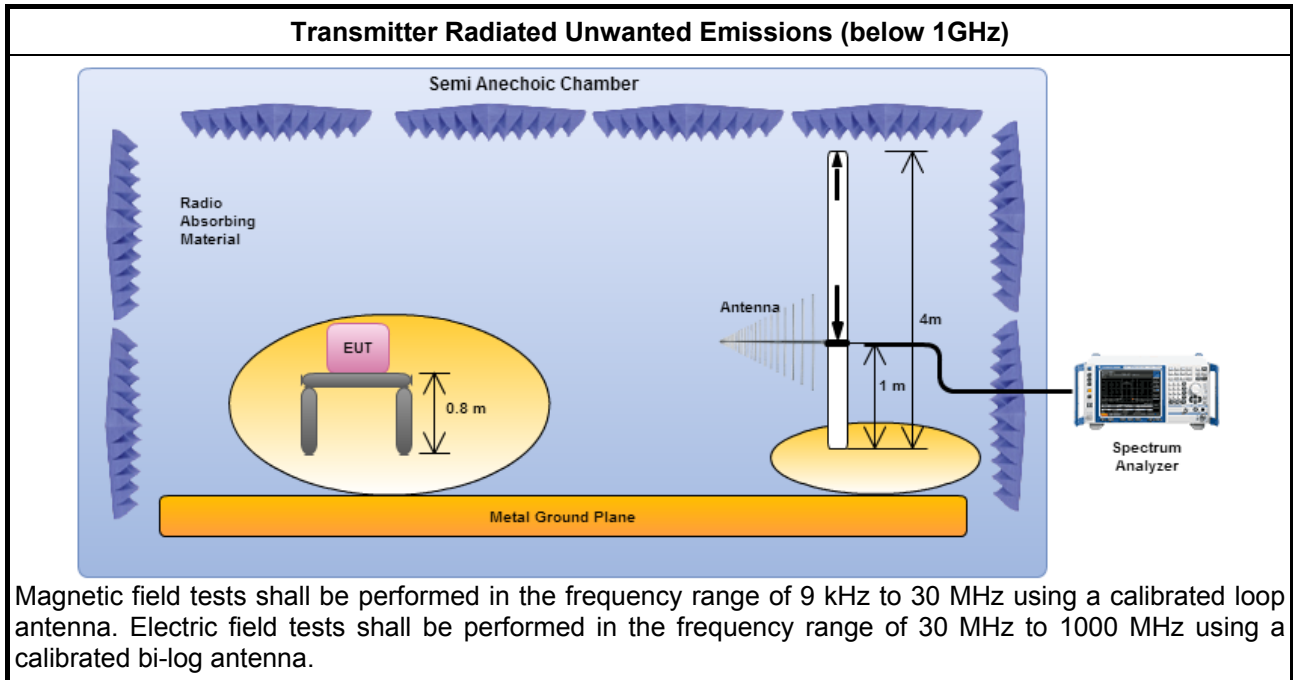 Transmitter Radiated Unwanted Emissions (below 1GHz)
Semi Anechoic Chamber
Radio
Absorbing
Material
Antenna
4m
EUT
1 m
0.8 m
Spectrum
Analyzer
Metal Ground Plane
Magnetic field tests shall be performed in the frequency range of 9 kHz to 30 MHz using a calibrated loop
antenna. Electric field tests shall be performed in the frequency range of 30 MHz to 1000 MHz using a
calibrated bi-log antenna.